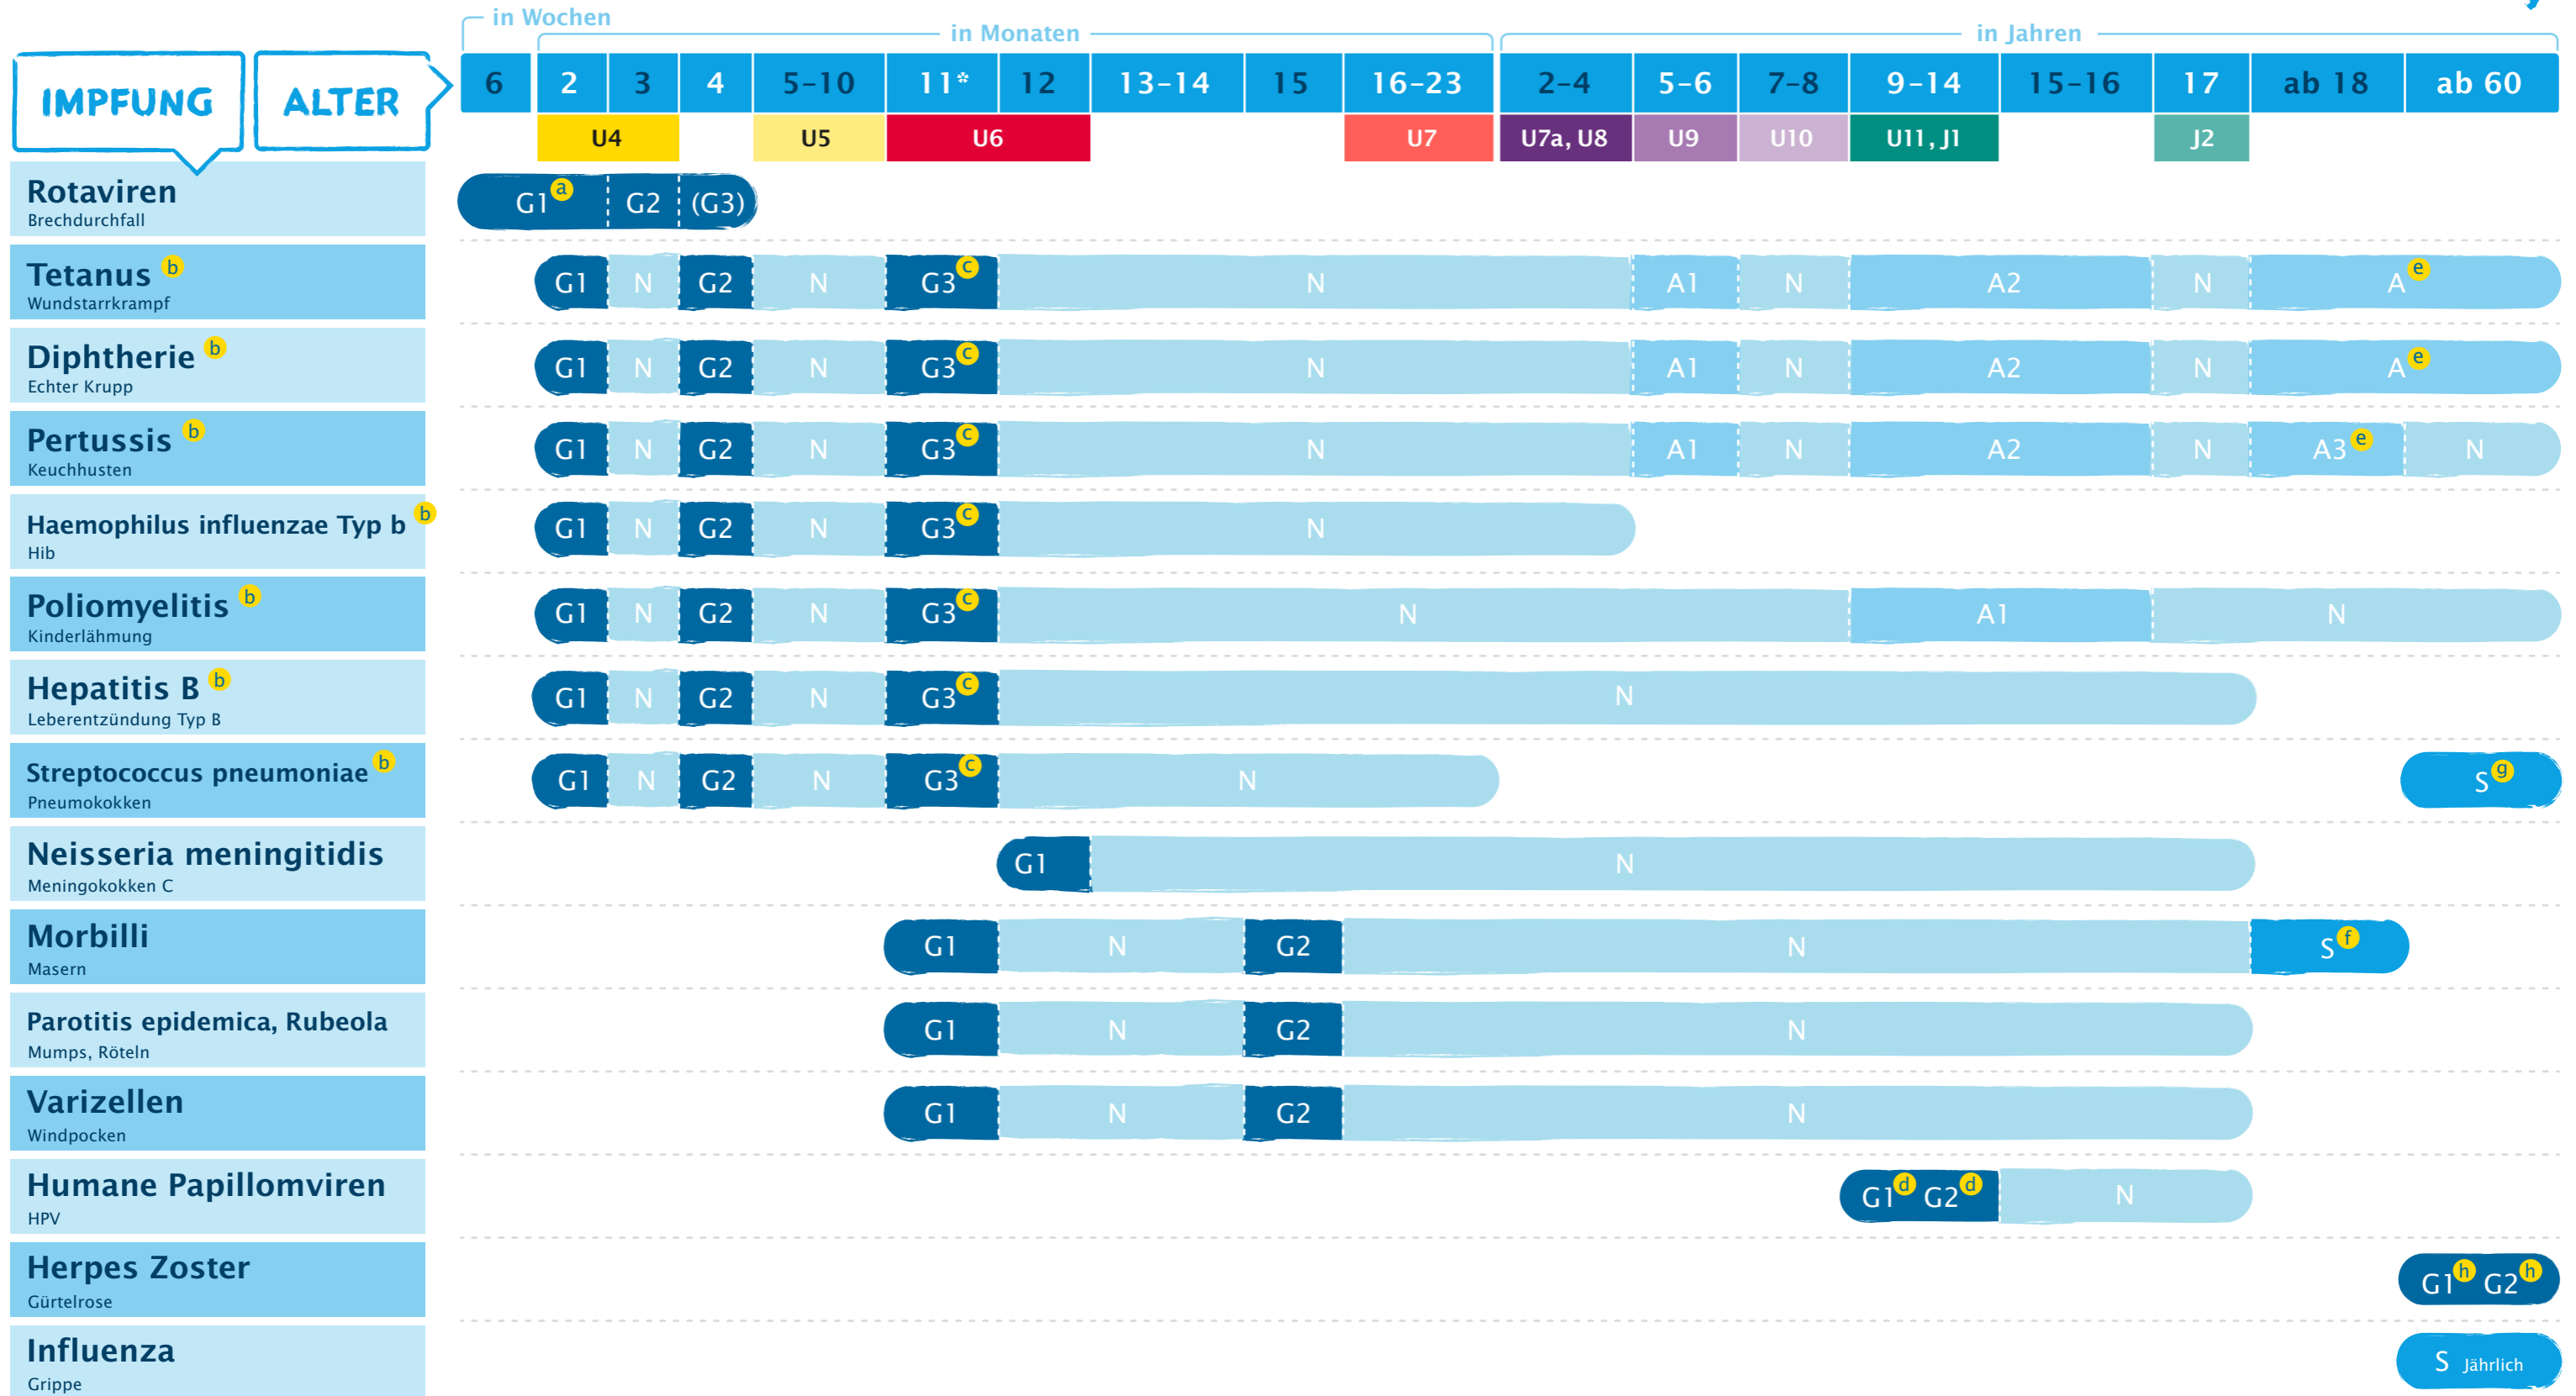 in Wochen
in Monaten
in Jahren
IMPFUNG ALTER 6 2 3 4 5-10 11* 12 13-14 15 16-23 2-4 5-6 7-8 9-14 15-16 17 ab 18 ab 60
U4 U5 U6 U7 U7a, U8 U9 U10 U11, J1 J2
Rotaviren G1 a G2 (G3)
Brechdurchfall
Tetanus b G1 N G2 N G3 c N A1 N A2 N A e
Wundstarrkrampf
Diphtherie b G1 N G2 N G3 c N A1 N A2 N A e
Echter Krupp
Pertussis b G1 N G2 N G3 c N A1 N A2 N A3 e N
Keuchhusten
Haemophilus influenzae Typ b b G1 N G2 N G3 c N
Hib
Poliomyelitis b G1 N G2 N G3 c N A1 N
Kinderlähmung
Hepatitis B b G1 N G2 N G3 c N
Leberentzündung Typ B
Streptococcus pneumoniae b G1 N G2 N G3 c N S g
Pneumokokken
Neisseria meningitidis G1 N
Meningokokken C
Morbilli G1 N G2 N S f
Masern
Parotitis epidemica, Rubeola G1 N G2 N
Mumps, Röteln
Varizellen G1 N G2 N
Windpocken
Humane Papillomviren G1 d G2 d N
HPV
Herpes Zoster G1 h G2 h
Gürtelrose
Influenza S Jährlich
Grippe